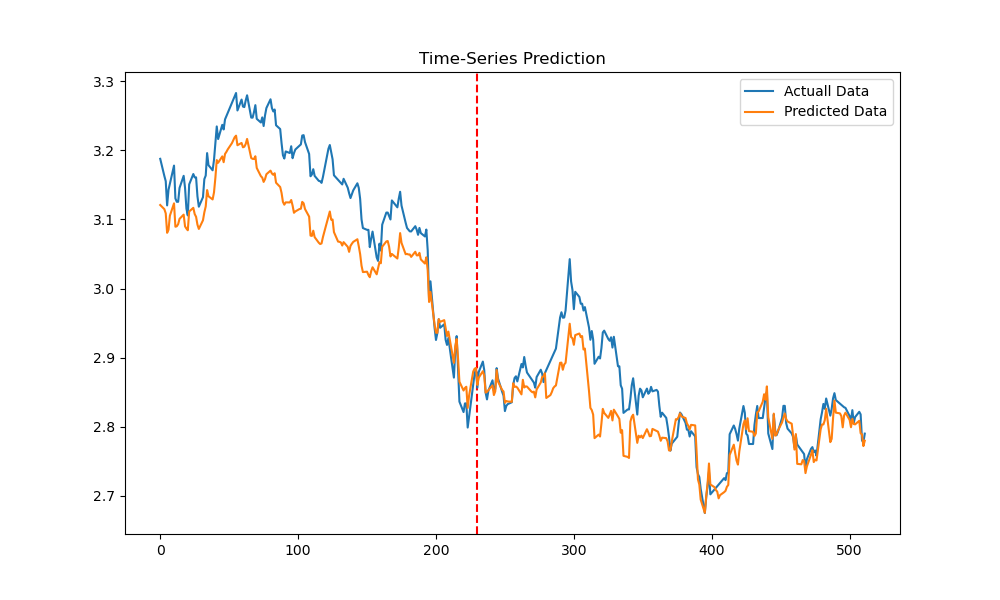 Time-Series Prediction
Actuall Data
Predicted Data
3.3
3.2
3.1
3.0
2.9
2.8
2.7
0 100 200 300 400 500